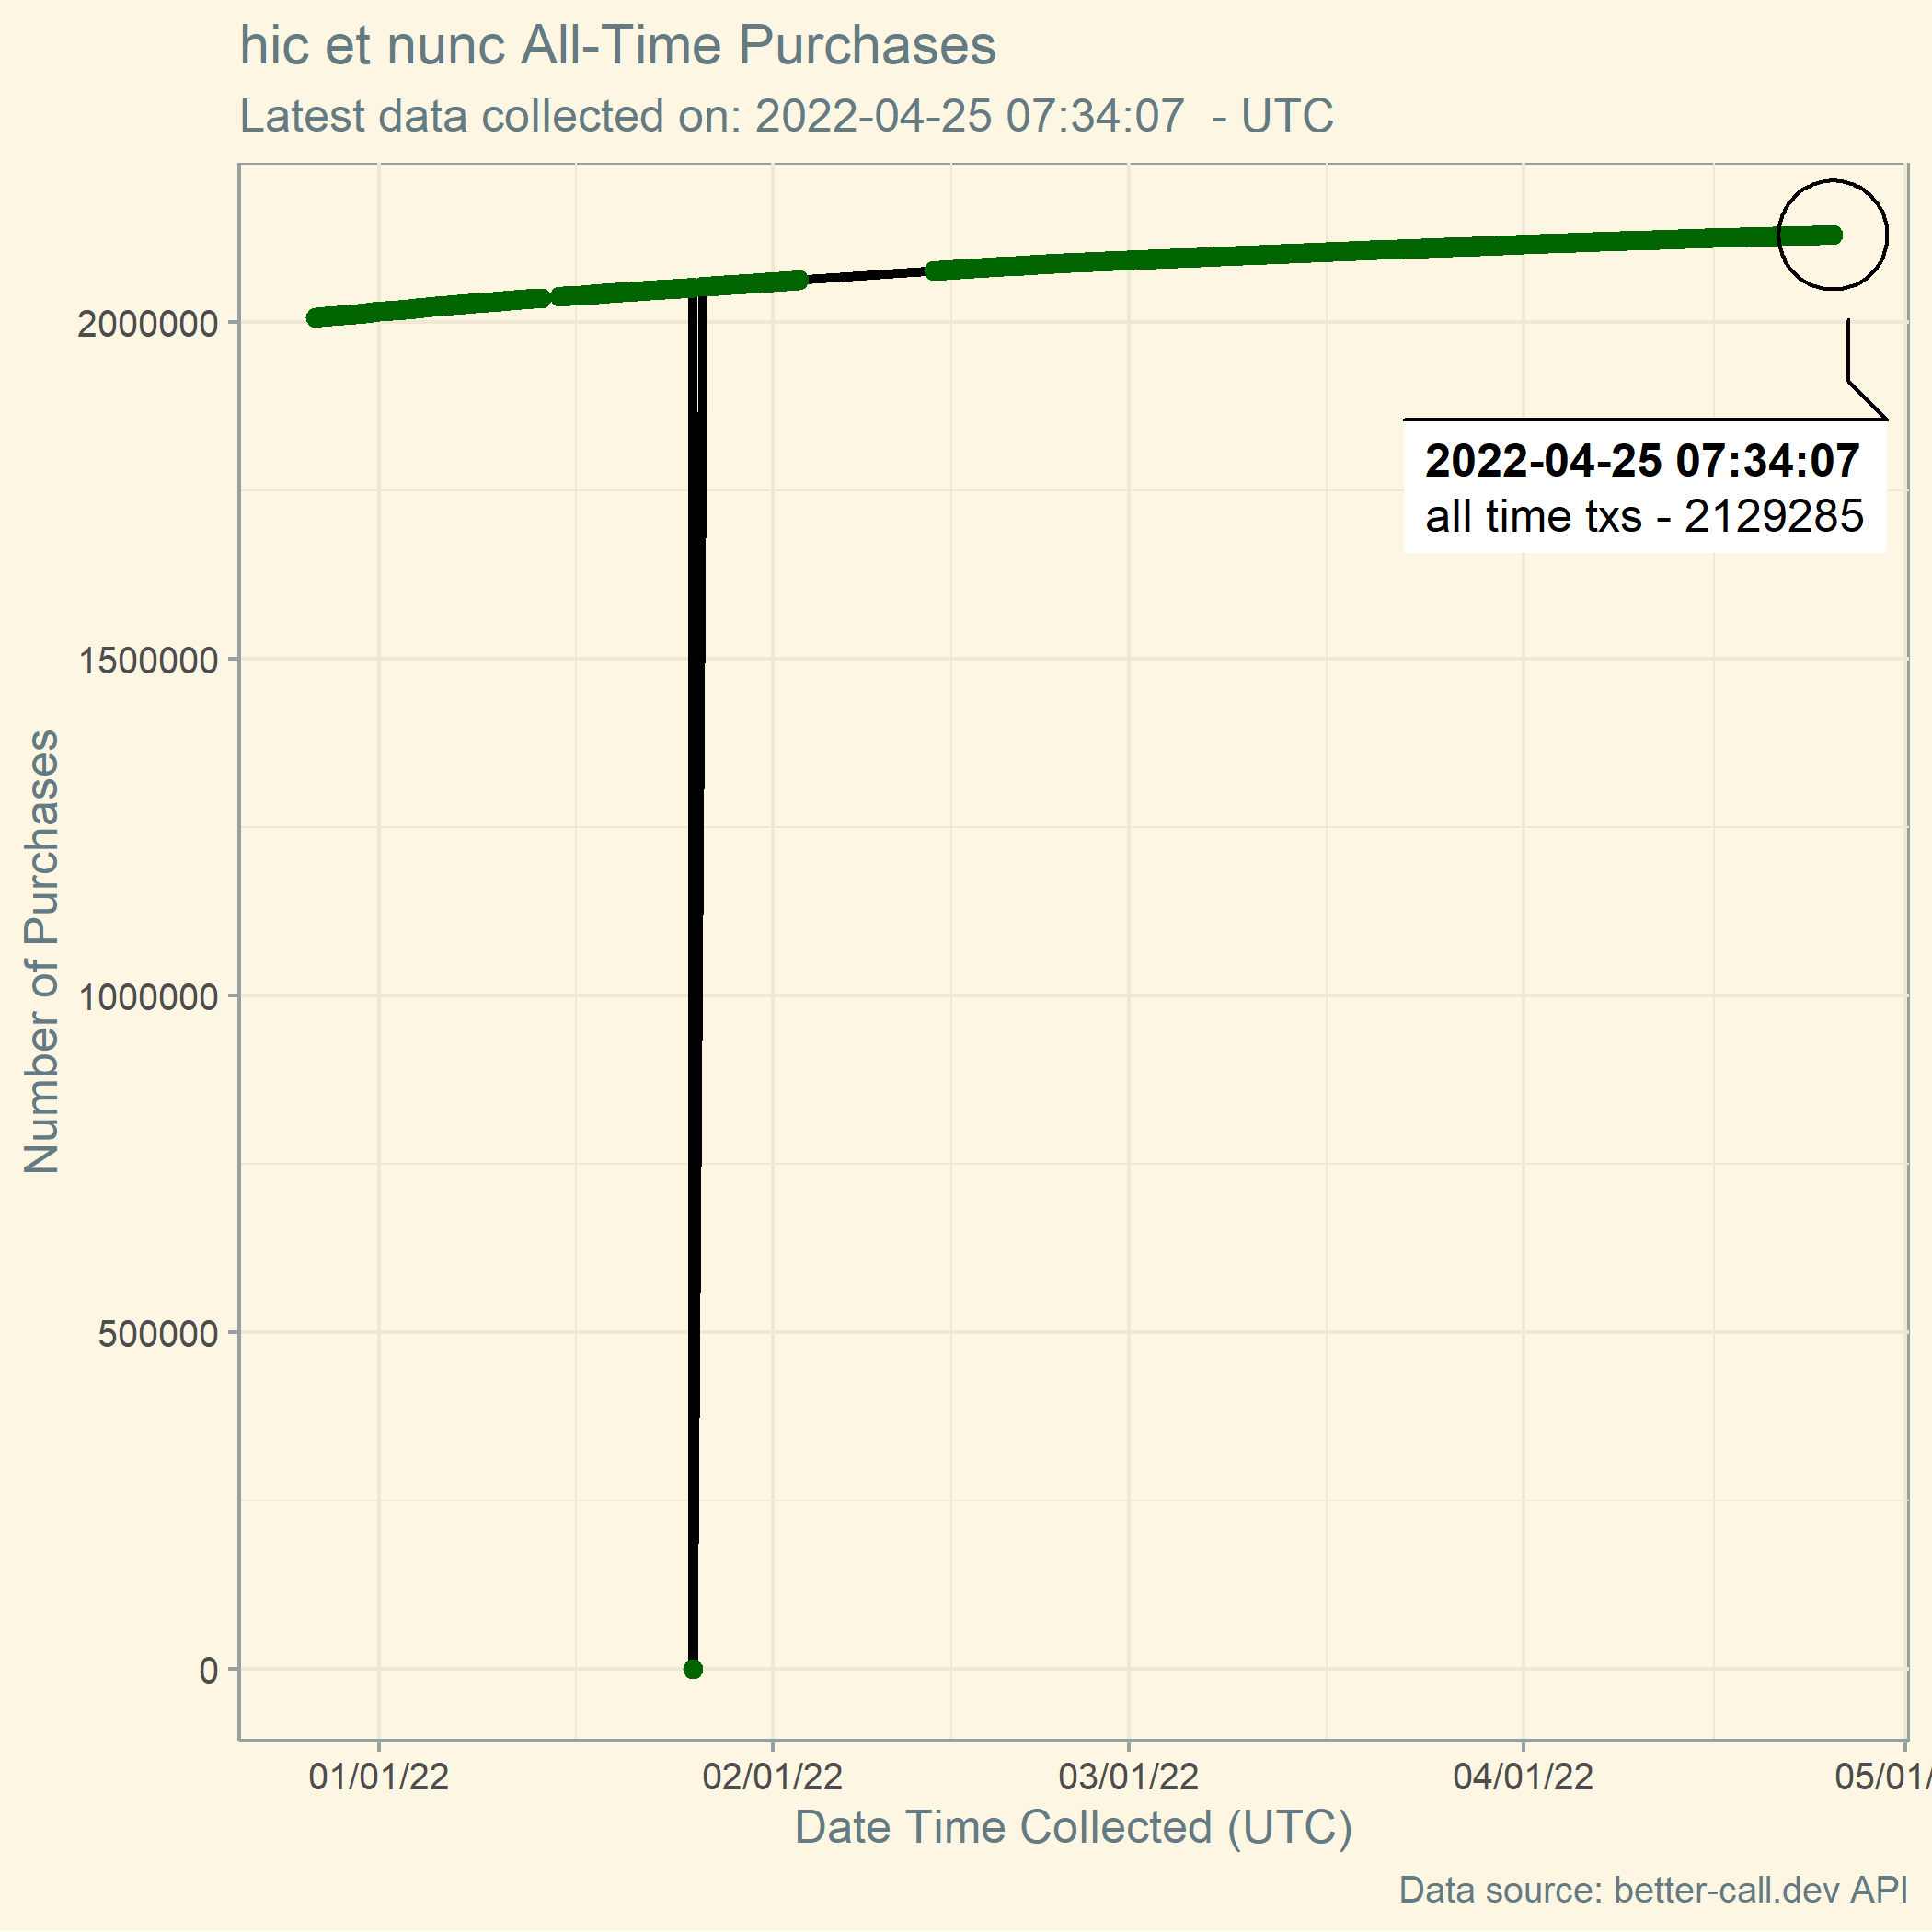 hic et nunc All-Time Purchases
Latest data collected on: 2022-04-25 07:34:07  - UTC
2022-04-25 07:34:07
all time txs - 2129285
Number of Purchases
2000000
1500000
1000000
500000
0
01/01/22 02/01/22 03/01/22 04/01/22 05/01/
Date Time Collected (UTC)
Data source: better-call.dev API